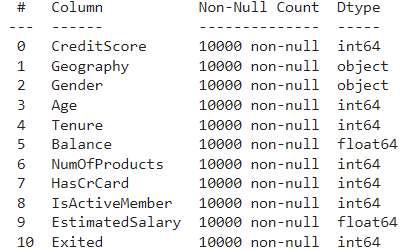 #   Column           Non-Null Count  Dtype
---  ------           --------------  -----
 0   CreditScore      10000 non-null  int64
 1   Geography        10000 non-null  object
 2   Gender           10000 non-null  object
 3   Age              10000 non-null  int64
 4   Tenure           10000 non-null  int64
 5   Balance          10000 non-null  float64
 6   NumOfProducts    10000 non-null  int64
 7   HasCrCard        10000 non-null  int64
 8   IsActiveMember   10000 non-null  int64
 9   EstimatedSalary  10000 non-null  float64
 10  Exited           10000 non-null  int64